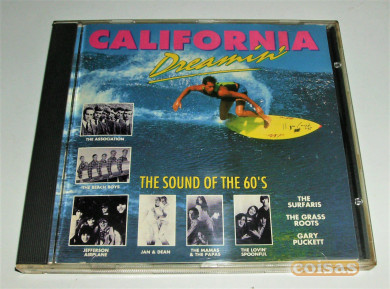 CALIFORNIA
Dreamin'
THE ASSOCIATION
THE BEACH BOYS
THE SOUND OF THE 60'S
JEFFERSON
AIRPLANE
JAN & DEAN
THE MAMAS
& THE PAPAS
THE LOVIN'
SPOONFUL
THE
SURFARIS
THE GRASS
ROOTS
GARY
PUCKETT
coisas